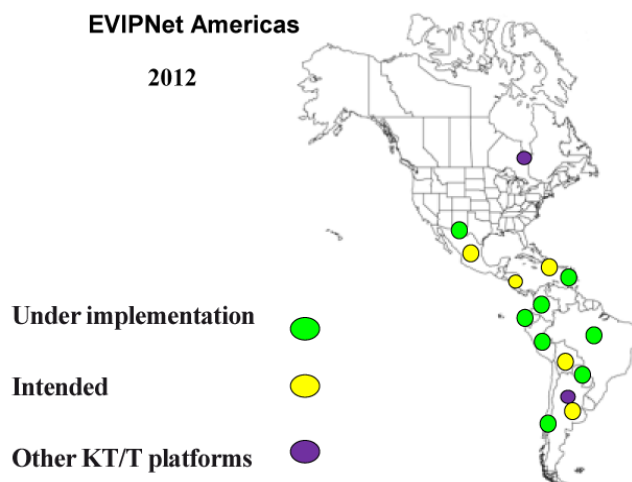 EVIPNet Americas
2012
Under implementation
Intended
Other KT/T platforms